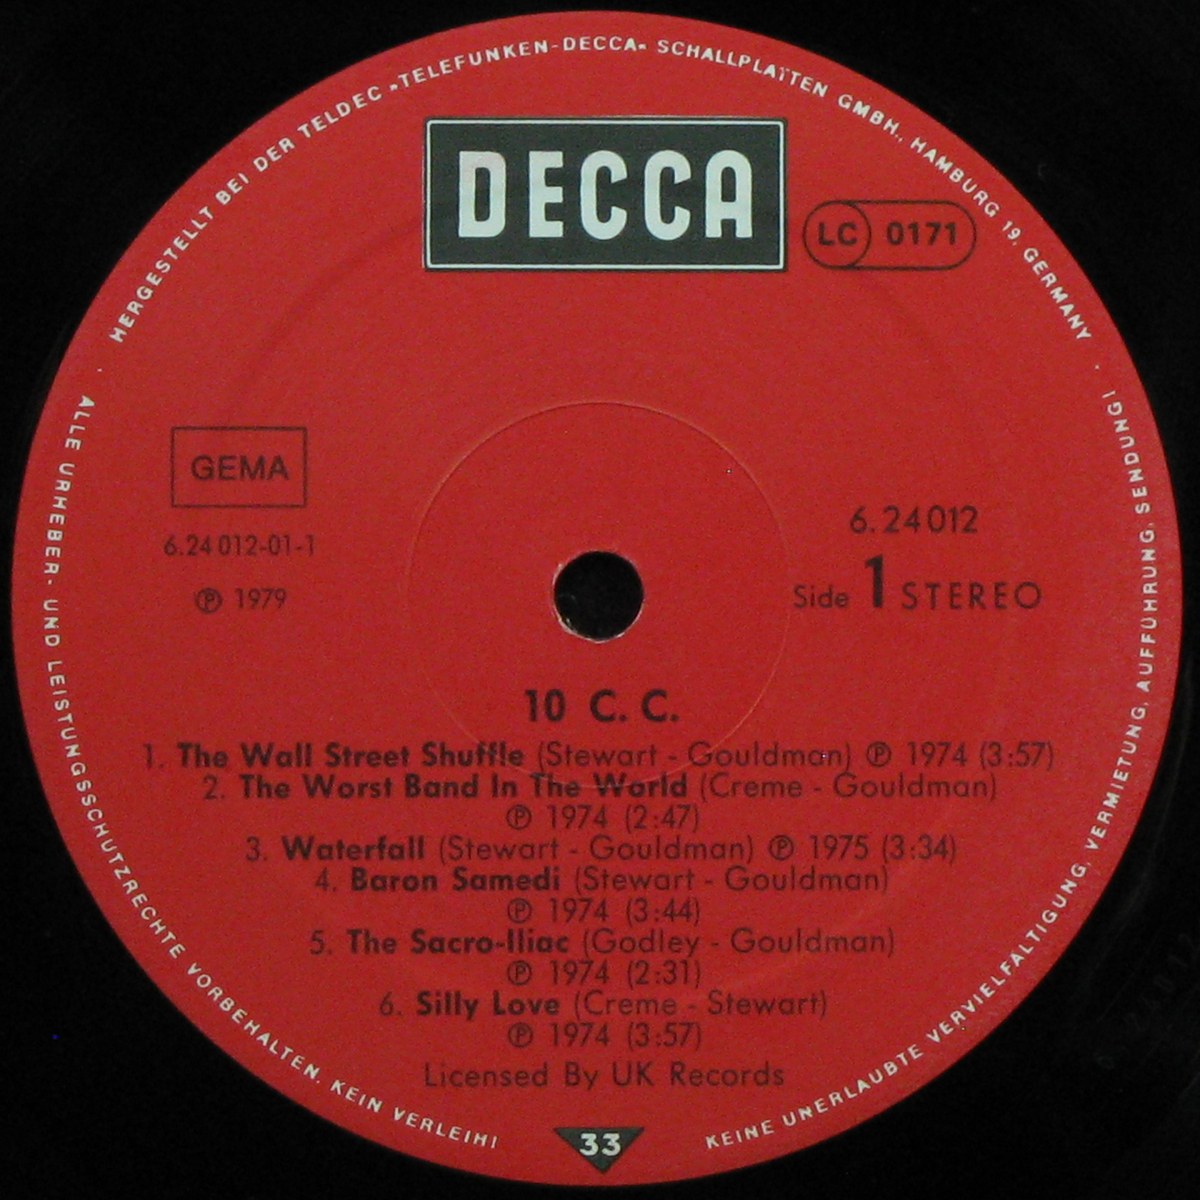 HERGESTELLT BEI DER TELDEC »TELEFUNKEN-DECCA« SCHALLPLATTEN GMBH., HAMBURG 19, GERMANY
DECCA
LC 0171
GEMA
6.24012-01-1
℗ 1979
6.24012
Side 1 STEREO
10 C. C.
1. The Wall Street Shuffle (Stewart - Gouldman) ℗ 1974 (3:57)
2. The Worst Band In The World (Creme - Gouldman)
℗ 1974 (2:47)
3. Waterfall (Stewart - Gouldman) ℗ 1975 (3:34)
4. Baron Samedi (Stewart - Gouldman)
℗ 1974 (3:44)
5. The Sacro-Iliac (Godley - Gouldman)
℗ 1974 (2:31)
6. Silly Love (Creme - Stewart)
℗ 1974 (3:57)
Licensed By UK Records
33
ALLE URHEBER- UND LEISTUNGSSCHUTZRECHTE VORBEHALTEN. KEIN VERLEIH!
KEINE UNERLAUBTE VERVIELFÄLTIGUNG, VERMIETUNG, AUFFÜHRUNG, SENDUNG!